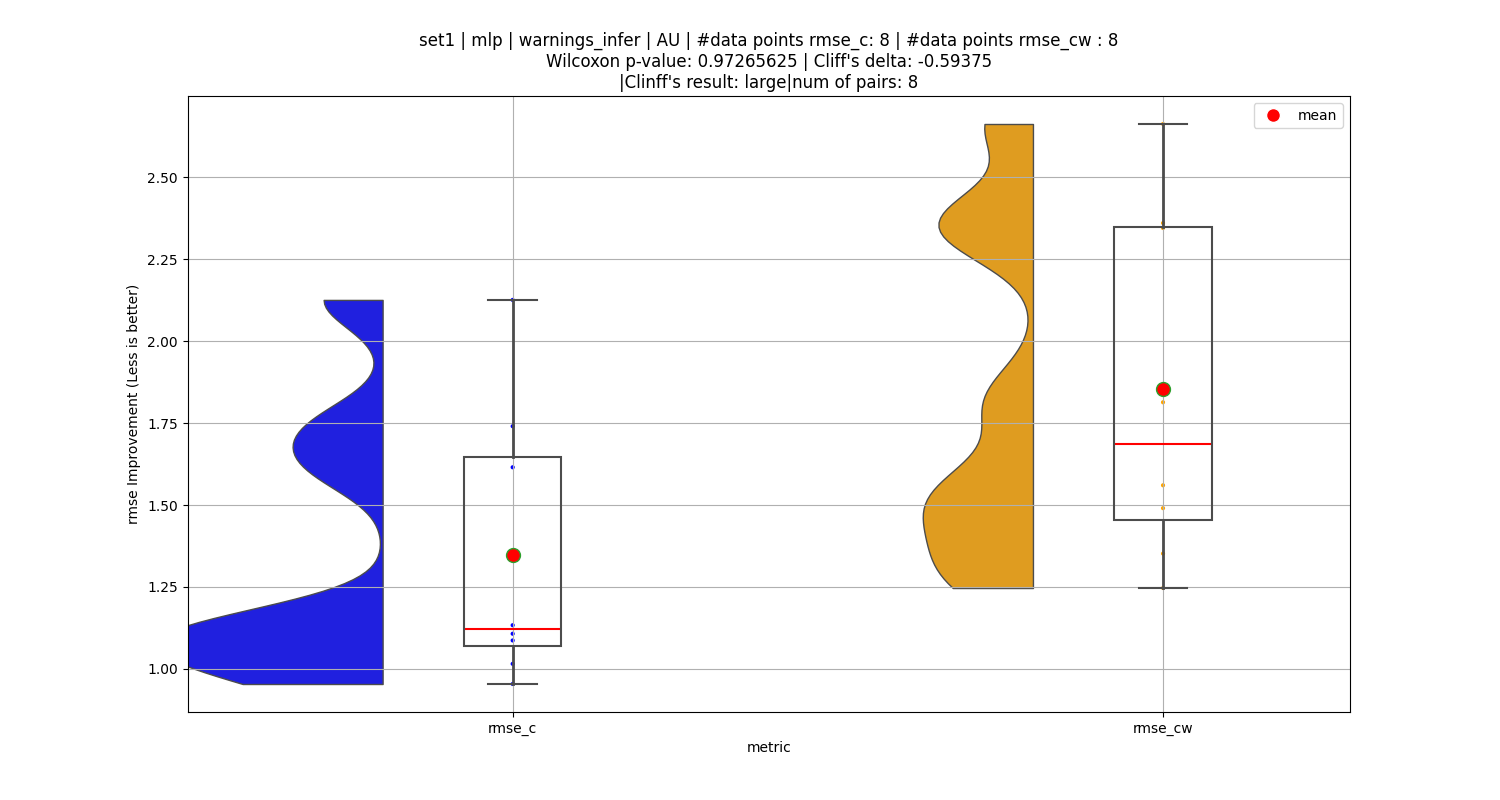 set1 | mlp | warnings_infer | AU | #data points rmse_c: 8 | #data points rmse_cw : 8
Wilcoxon p-value: 0.97265625 | Cliff's delta: -0.59375
|Clinff's result: large|num of pairs: 8
mean
2.50
2.25
2.00
1.75
1.50
1.25
1.00
rmse Improvement (Less is better)
rmse_c
rmse_cw
metric